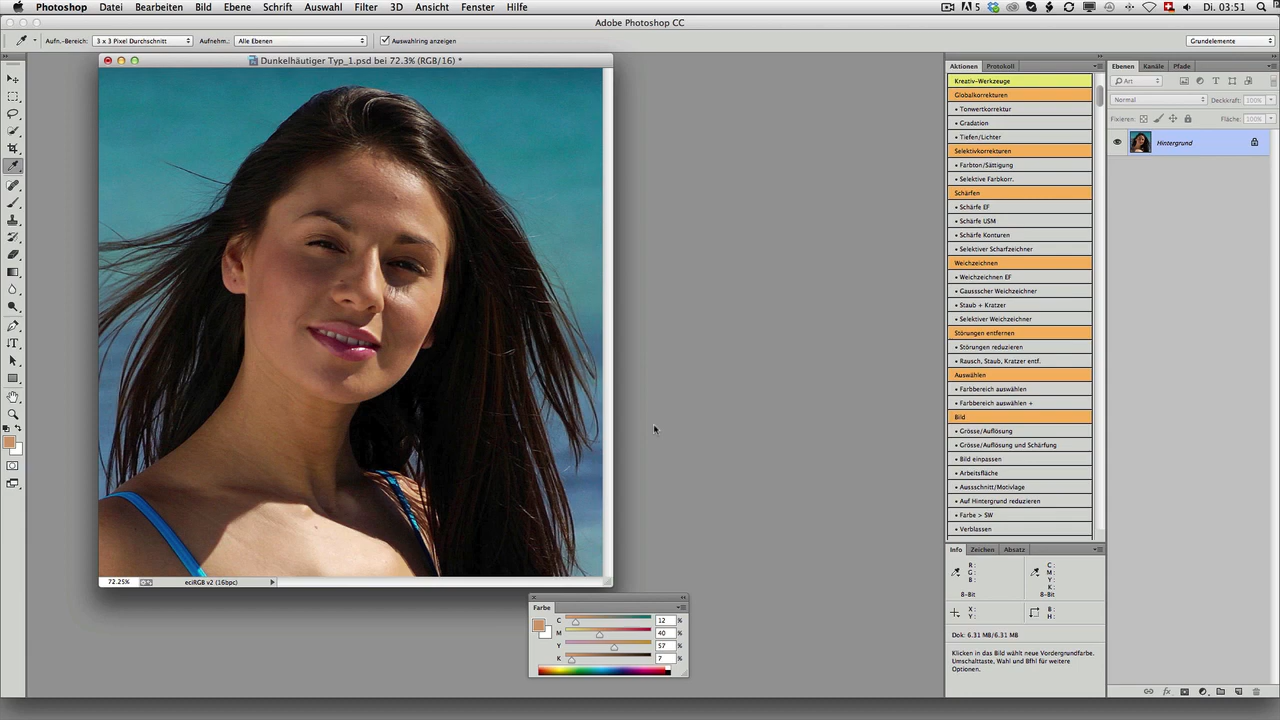 Photoshop Datei Bearbeiten Bild Ebene Schrift Auswahl Filter 3D Ansicht Fenster Hilfe
5 Di. 03:51
Adobe Photoshop CC
Aufn.-Bereich: 3 x 3 Pixel Durchschnitt Aufnehm.: Alle Ebenen Auswahlring anzeigen Grundelemente
Dunkelhäutiger Typ_1.psd bei 72.3% (RGB/16) *
72.25% eciRGB v2 (16bpc)
Farbe
C 12 %
M 40 %
Y 57 %
K 7 %
Aktionen Protokoll
Kreativ-Werkzeuge
Globalkorrekturen
• Tonwertkorrektur
• Gradation
• Tiefen/Lichter
Selektivkorrekturen
• Farbton/Sättigung
• Selektive Farbkorr.
Schärfen
• Schärfe EF
• Schärfe USM
• Schärfe Konturen
• Selektiver Scharfzeichner
Weichzeichnen
• Weichzeichnen EF
• Gaussscher Weichzeichner
• Staub + Kratzer
• Selektiver Weichzeichner
Störungen entfernen
• Störungen reduzieren
• Rausch, Staub, Kratzer entf.
Auswählen
• Farbbereich auswählen
• Farbbereich auswählen +
Bild
• Grösse/Auflösung
• Grösse/Auflösung und Schärfung
• Bild einpassen
• Arbeitsfläche
• Aussschnitt/Motivlage
• Auf Hintergrund reduzieren
• Farbe > SW
• Verblassen
Info Zeichen Absatz
R: C:
G: M:
B: Y:
K:
8-Bit 8-Bit
X: B:
Y: H:
Dok: 6.31 MB/6.31 MB
Klicken in das Bild wählt neue Vordergrundfarbe.
Umschalttaste, Wahl und Bfhl für weitere
Optionen.
Ebenen Kanäle Pfade
Art
Normal Deckkraft: 100%
Fixieren: Fläche: 100%
Hintergrund